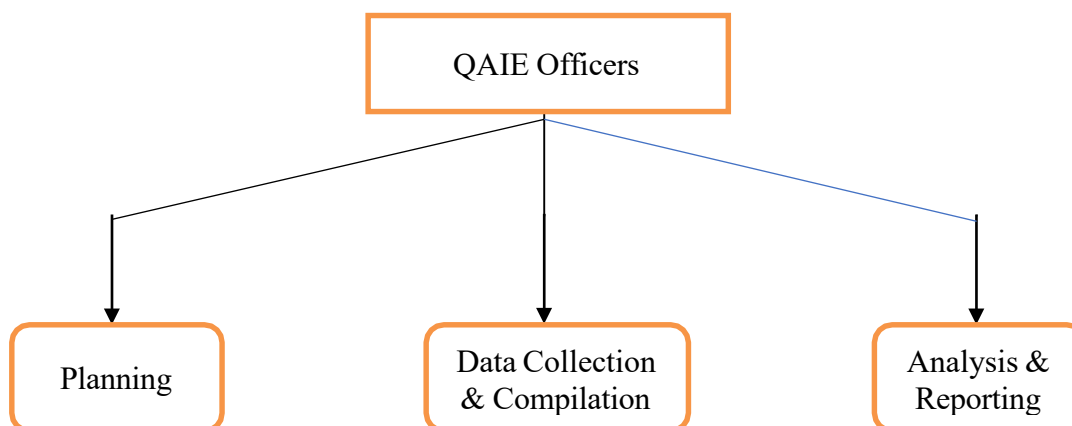 QAIE Officers
Planning
Data Collection
& Compilation
Analysis &
Reporting